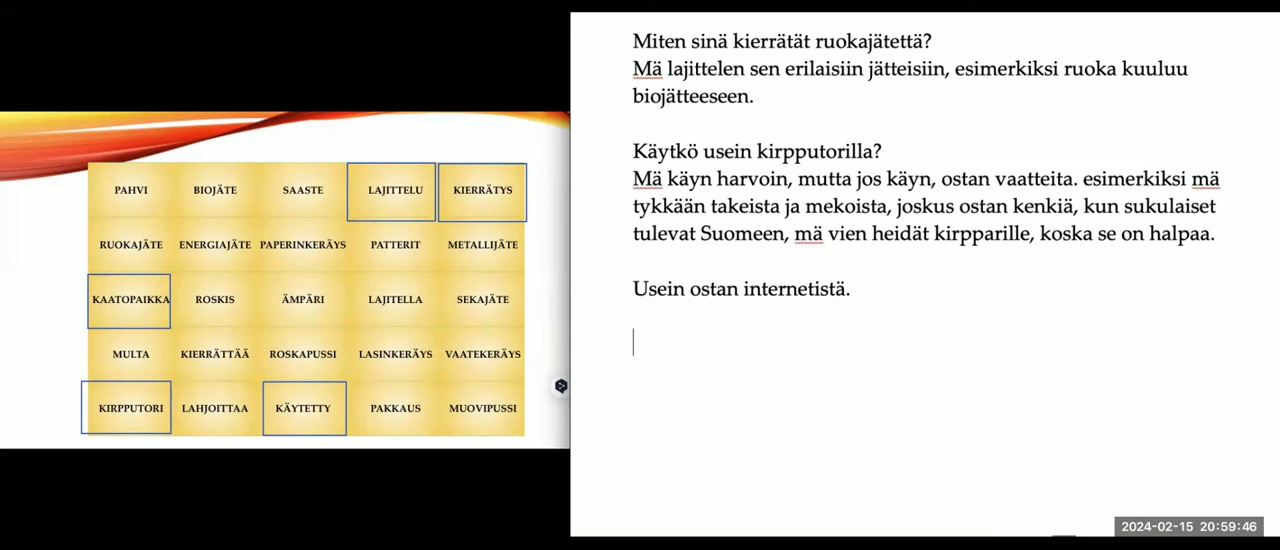 PAHVI BIOJÄTE SAASTE LAJITTELU KIERRÄTYS
RUOKAJÄTE ENERGIAJÄTE PAPERINKERÄYS PATTERIT METALLIJÄTE
KAATOPAIKKA ROSKIS ÄMPÄRI LAJITELLA SEKAJÄTE
MULTA KIERRÄTTÄÄ ROSKAPUSSI LASINKERÄYS VAATEKERÄYS
KIRPPUTORI LAHJOITTAA KÄYTETTY PAKKAUS MUOVIPUSSI
Miten sinä kierrätät ruokajätettä?
Mä lajittelen sen erilaisiin jätteisiin, esimerkiksi ruoka kuuluu
biojätteeseen.
Käytkö usein kirpputorilla?
Mä käyn harvoin, mutta jos käyn, ostan vaatteita. esimerkiksi mä
tykkään takeista ja mekoista, joskus ostan kenkiä, kun sukulaiset
tulevat Suomeen, mä vien heidät kirpparille, koska se on halpaa.
Usein ostan internetistä.
2024-02-15 20:59:46